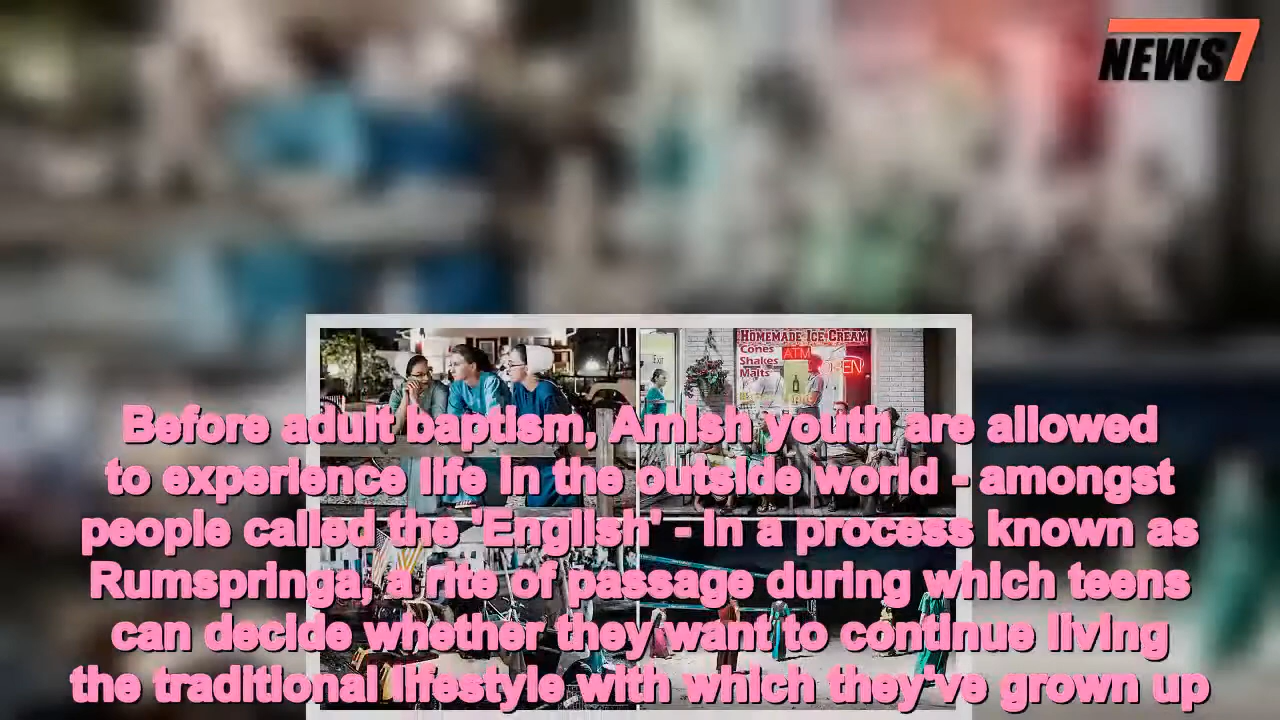 NEWS7
HOMEMADE ICE CREAM
Cones
Shakes
Malts
ATM
OPEN
Exit
Before adult baptism, Amish youth are allowed
to experience life in the outside world - amongst
people called the 'English' - in a process known as
Rumspringa, a rite of passage during which teens
can decide whether they want to continue living
the traditional lifestyle with which they've grown up